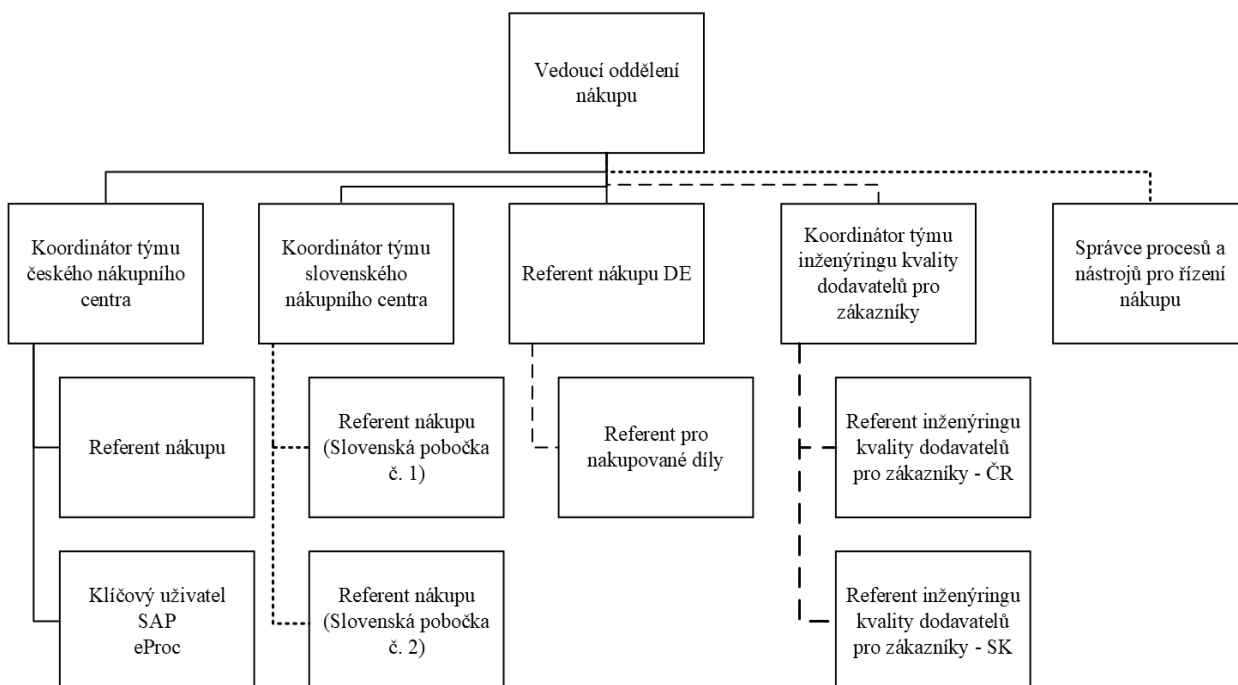 Vedoucí oddělení
nákupu
Koordinátor týmu
českého nákupního
centra
Koordinátor týmu
slovenského
nákupního centra
Referent nákupu DE
Koordinátor týmu
inženýringu kvality
dodavatelů pro
zákazníky
Správce procesů a
nástrojů pro řízení
nákupu
Referent nákupu
Referent nákupu
(Slovenská pobočka
č. 1)
Referent pro
nakupované díly
Referent inženýringu
kvality dodavatelů
pro zákazníky - ČR
Klíčový uživatel
SAP
eProc
Referent nákupu
(Slovenská pobočka
č. 2)
Referent inženýringu
kvality dodavatelů
pro zákazníky - SK